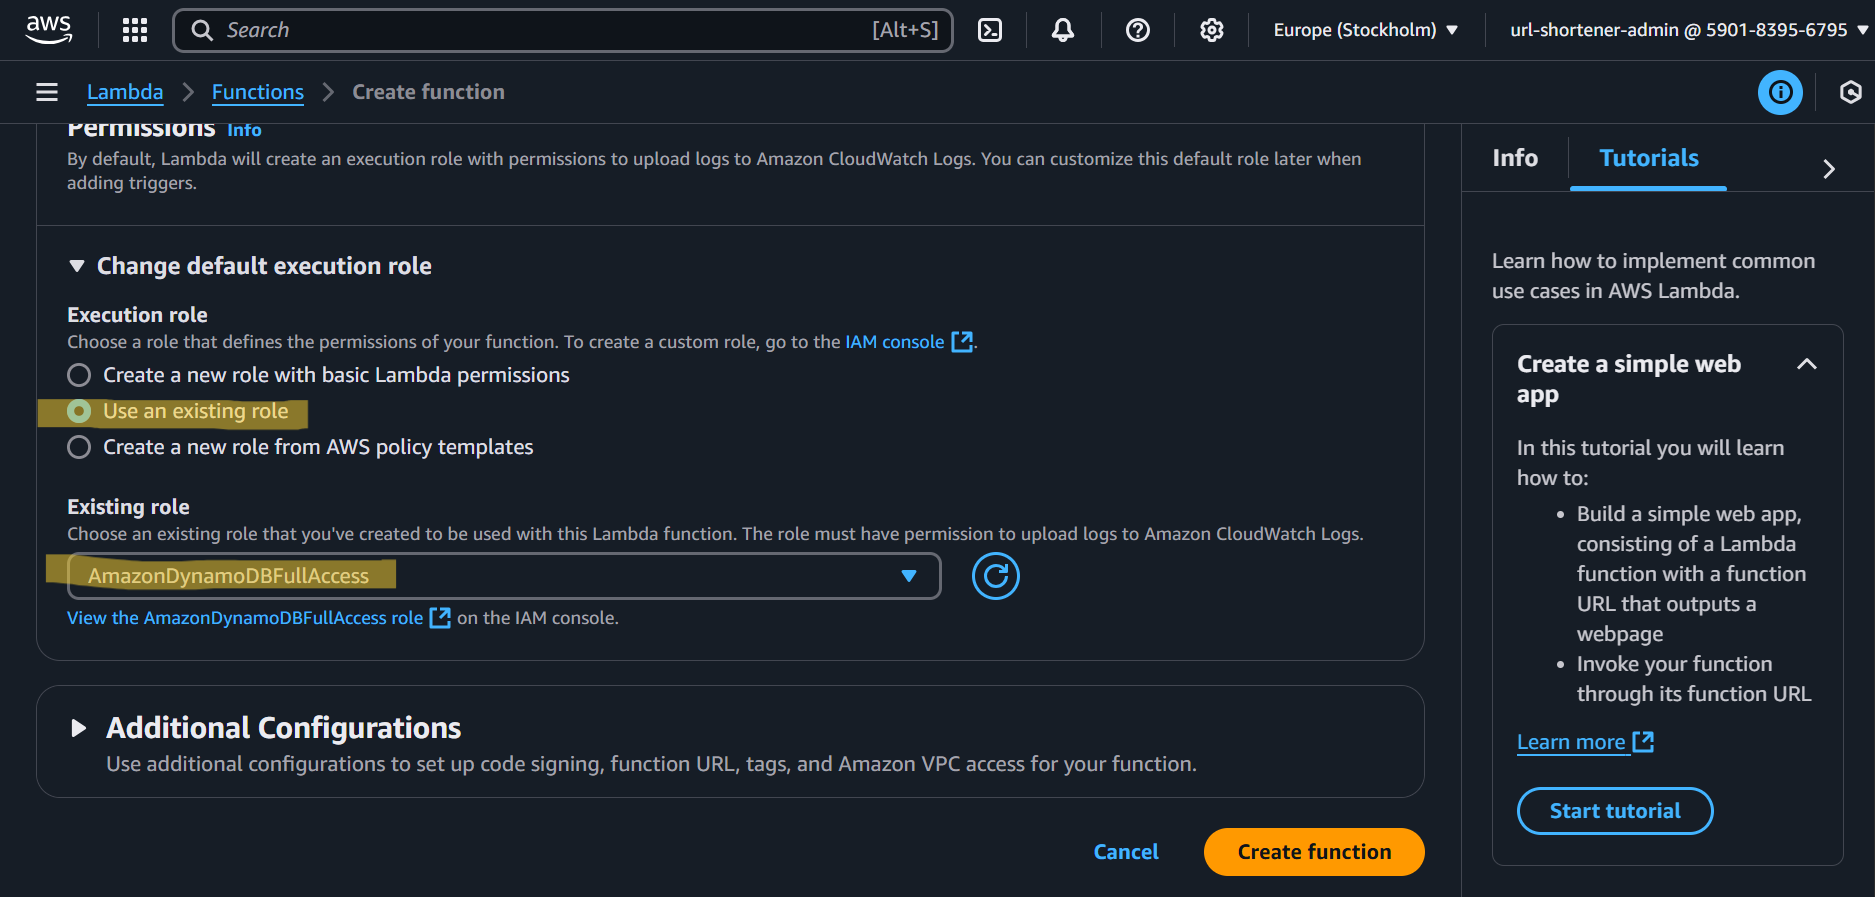 aws
Search
[Alt+S]
Europe (Stockholm)
url-shortener-admin @ 5901-8395-6795
Lambda
Functions
Create function
Permissions Info
By default, Lambda will create an execution role with permissions to upload logs to Amazon CloudWatch Logs. You can customize this default role later when
adding triggers.
Change default execution role
Execution role
Choose a role that defines the permissions of your function. To create a custom role, go to the IAM console.
Create a new role with basic Lambda permissions
Use an existing role
Create a new role from AWS policy templates
Existing role
Choose an existing role that you've created to be used with this Lambda function. The role must have permission to upload logs to Amazon CloudWatch Logs.
AmazonDynamoDBFullAccess
View the AmazonDynamoDBFullAccess role on the IAM console.
Additional Configurations
Use additional configurations to set up code signing, function URL, tags, and Amazon VPC access for your function.
Cancel
Create function
Info
Tutorials
Learn how to implement common
use cases in AWS Lambda.
Create a simple web
app
In this tutorial you will learn
how to:
• Build a simple web app,
consisting of a Lambda
function with a function
URL that outputs a
webpage
• Invoke your function
through its function URL
Learn more
Start tutorial